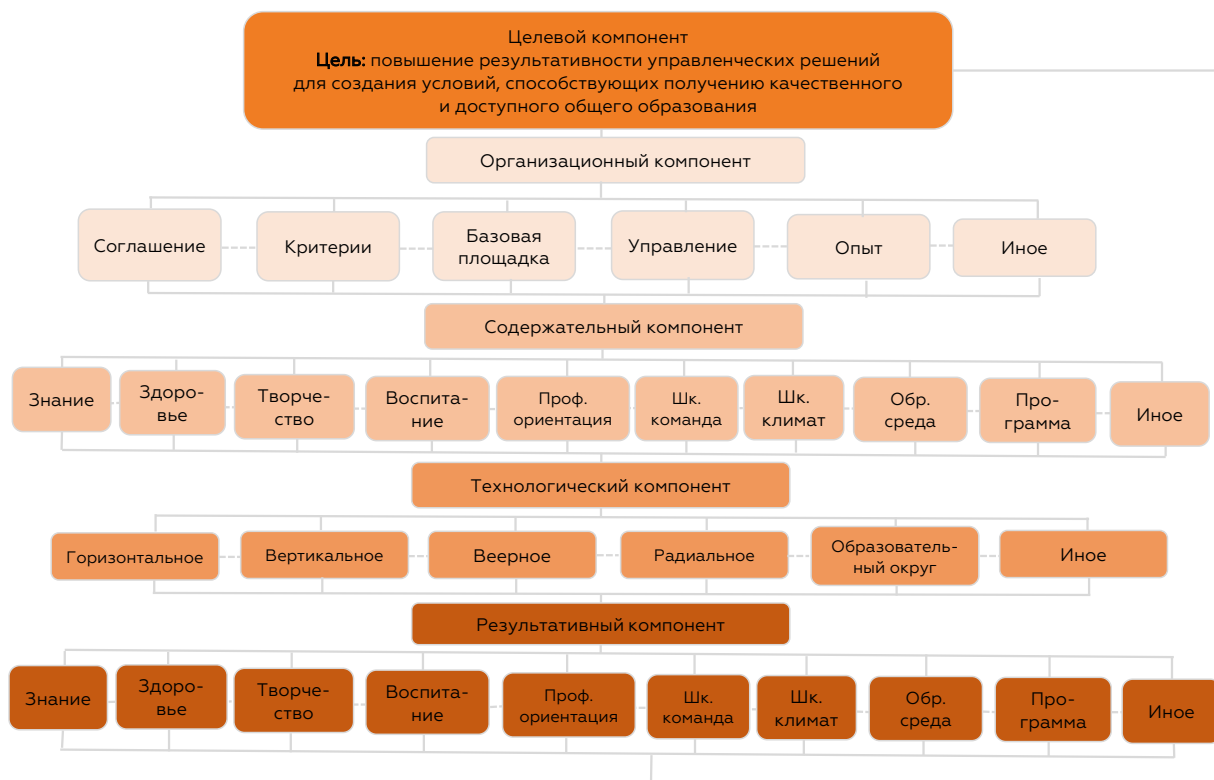 Целевой компонент
Цель: повышение результативности управленческих решений
для создания условий, способствующих получению качественного
и доступного общего образования
Организационный компонент
Соглашение
Критерии
Базовая
площадка
Управление
Опыт
Иное
Содержательный компонент
Знание
Здоро-
вье
Творче-
ство
Воспита-
ние
Проф.
ориентация
Шк.
команда
Шк.
климат
Обр.
среда
Про-
грамма
Иное
Технологический компонент
Горизонтальное
Вертикальное
Веерное
Радиальное
Образователь-
ный округ
Иное
Результативный компонент
Знание
Здоро-
вье
Творче-
ство
Воспита-
ние
Проф.
ориентация
Шк.
команда
Шк.
климат
Обр.
среда
Про-
грамма
Иное